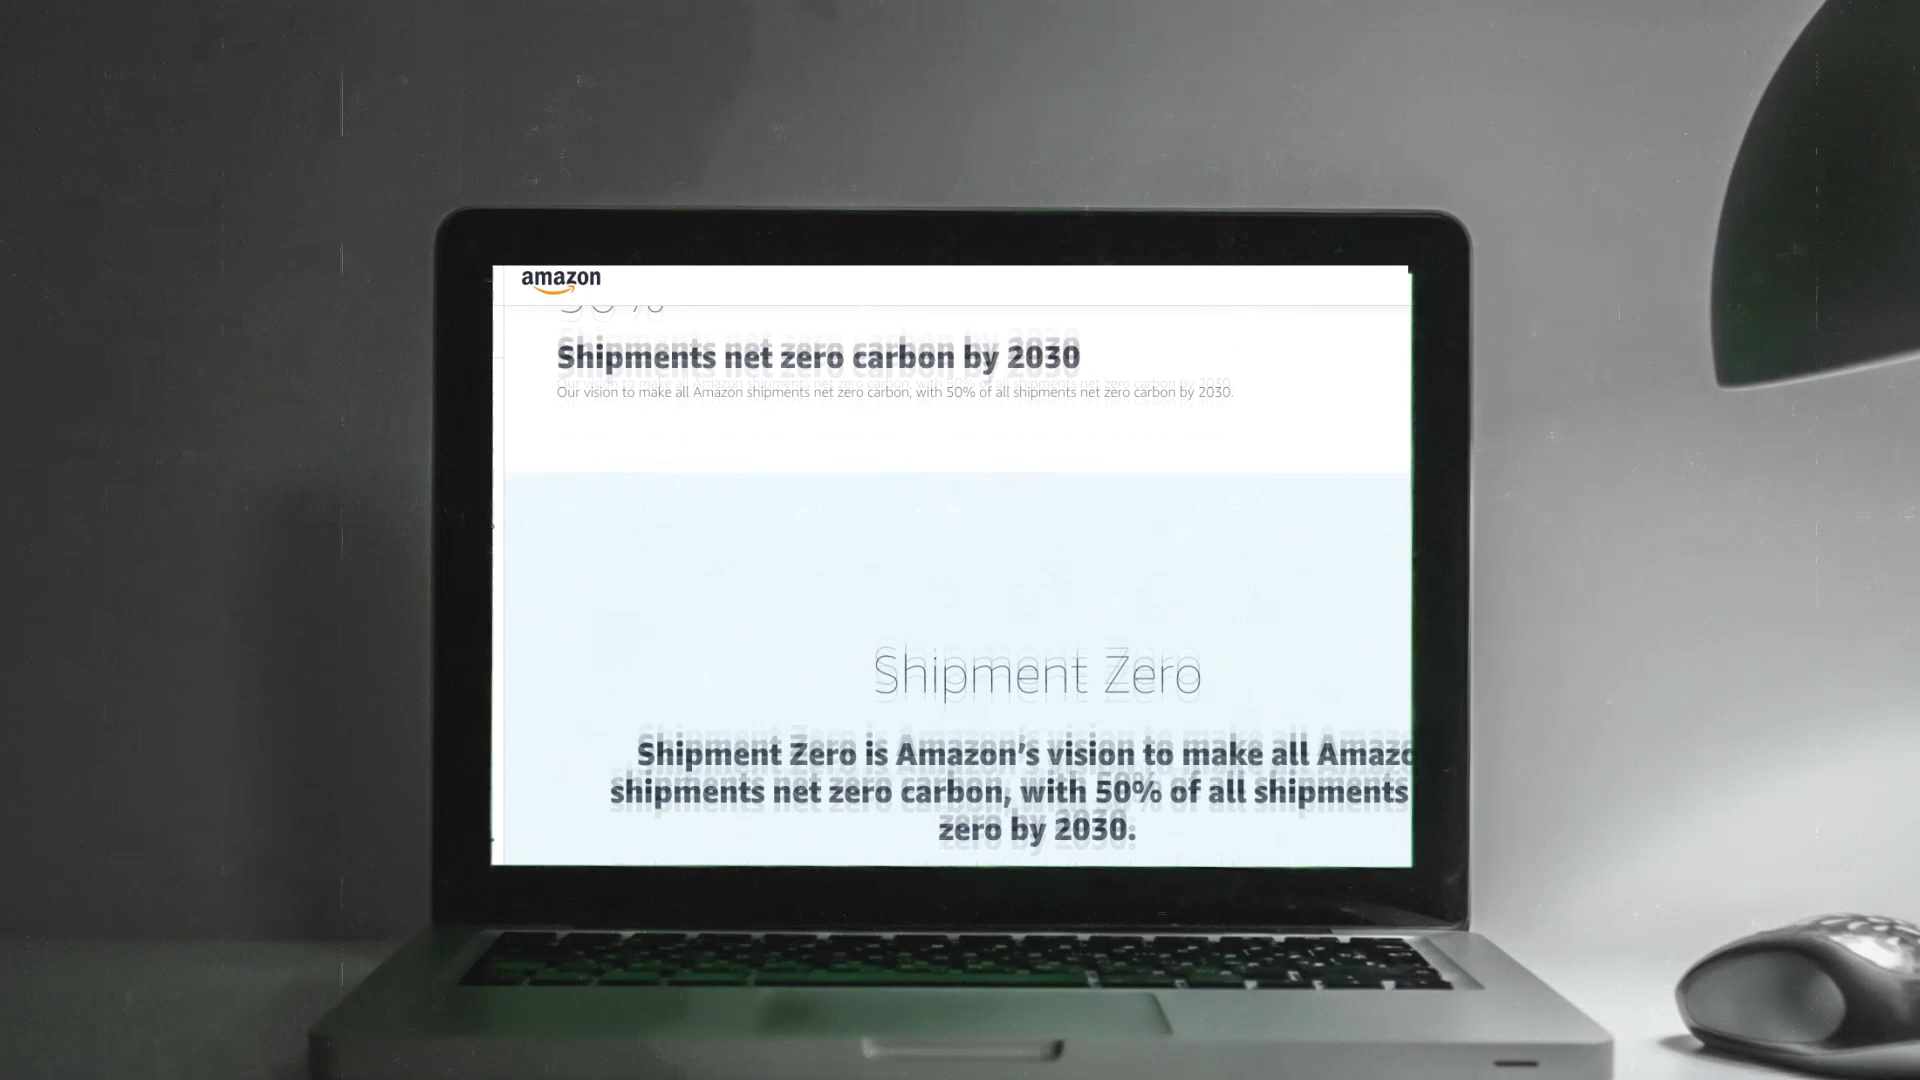 amazon
Shipments net zero carbon by 2030
Our vision to make all Amazon shipments net zero carbon, with 50% of all shipments net zero carbon by 2030.
Shipment Zero
Shipment Zero is Amazon's vision to make all
shipments net zero carbon, with 50% of all shipments
zero by 2030.